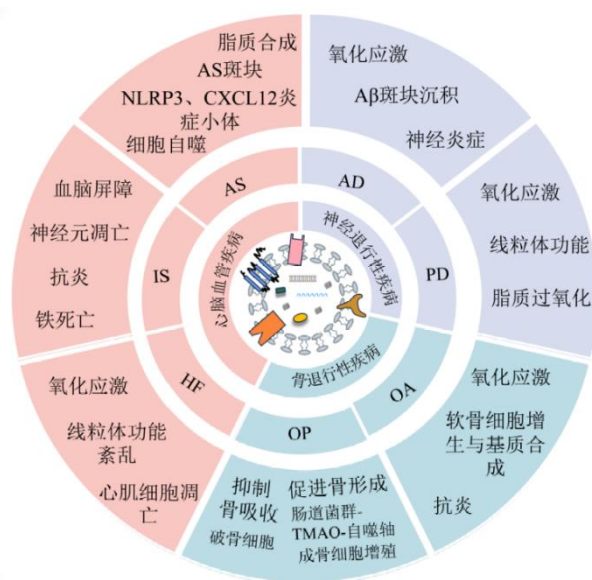 脂质合成
AS斑块
NLRP3、CXCL12炎
症小体
细胞自噬
氧化应激
Aβ斑块沉积
神经炎症
氧化应激
线粒体功能
脂质过氧化
氧化应激
软骨细胞增
生与基质合
成
抗炎
促进骨形成
肠道菌群-
TMAO-自噬轴
成骨细胞增殖
抑制
骨吸收
破骨细胞
氧化应激
线粒体功能
紊乱
心肌细胞凋
亡
血脑屏障
神经元凋亡
抗炎
铁死亡
AS
AD
PD
OA
OP
HF
IS
心脑血管疾病
神经退行性疾病
骨退行性疾病